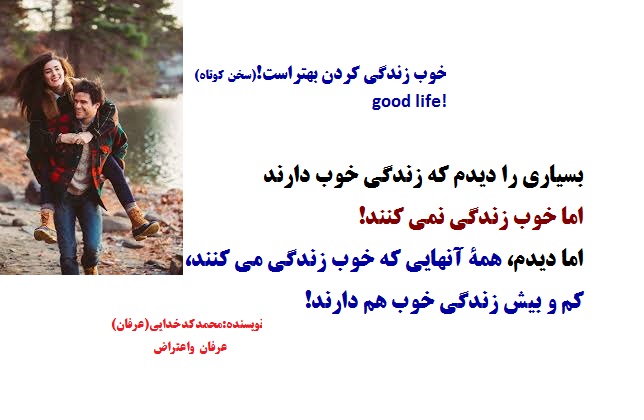 خوب زندگی کردن بهتراست!(سخن کوتاه)
good life!
بسیاری را دیدم که زندگی خوب دارند
اما خوب زندگی نمی کنند!
اما دیدم، همهٔ آنهایی که خوب زندگی می کنند،
کم و بیش زندگی خوب هم دارند!
نویسنده:محمدکدخدایی(عرفان)
عرفان واعتراض